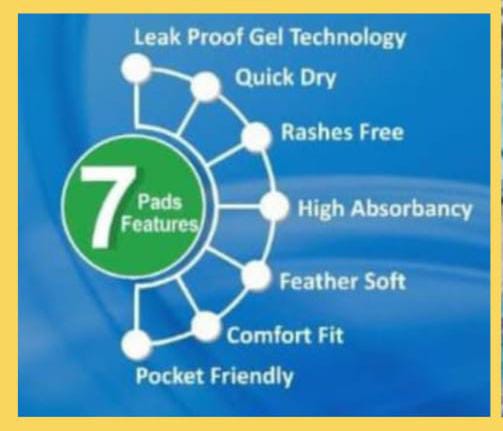 Leak Proof Gel Technology
Quick Dry
Rashes Free
7 Pads
Features
High Absorbancy
Feather Soft
Comfort Fit
Pocket Friendly